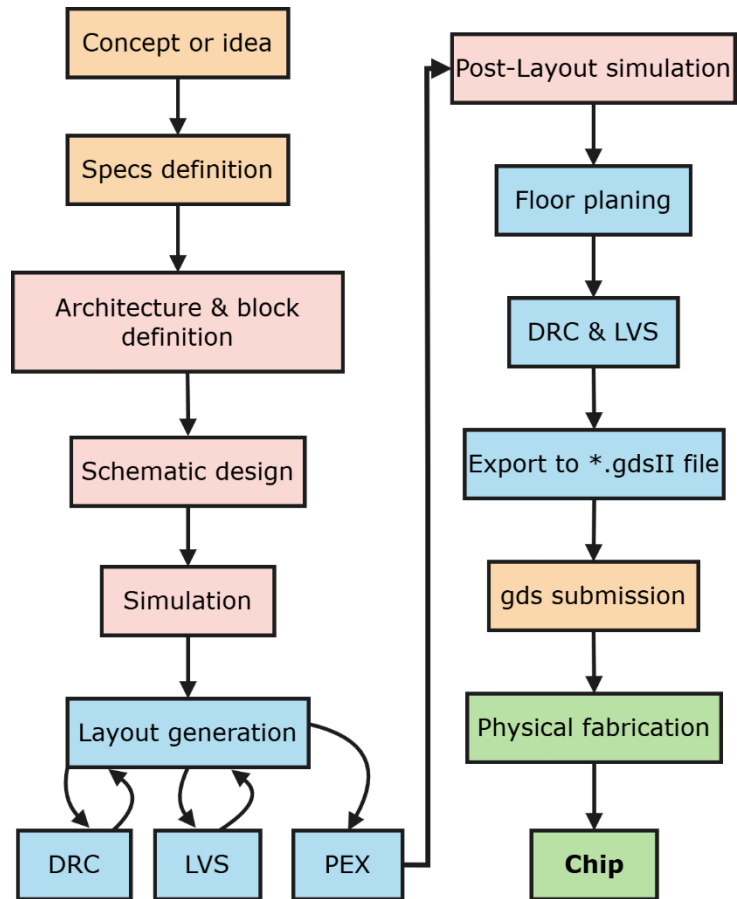 Concept or idea
Specs definition
Architecture & block
definition
Schematic design
Simulation
Layout generation
DRC
LVS
PEX
Post-Layout simulation
Floor planing
DRC & LVS
Export to *.gdsII file
gds submission
Physical fabrication
Chip